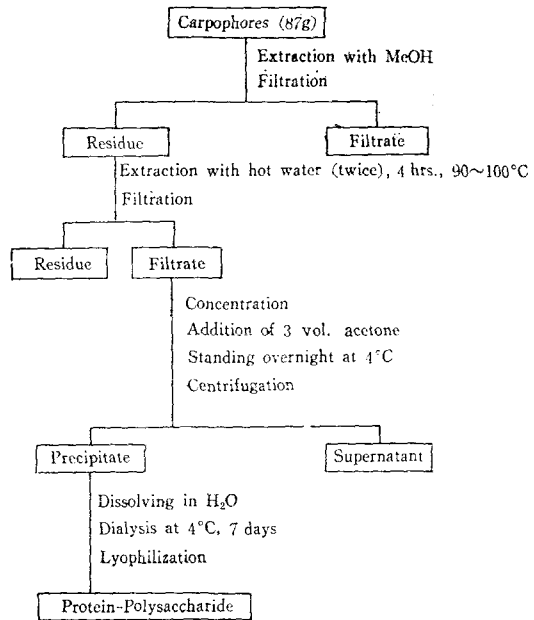 Carpophores (87g)
Extraction with MeOH
Filtration
Residue
Filtrate
Extraction with hot water (twice), 4 hrs., 90~100°C
Filtration
Residue
Filtrate
Concentration
Addition of 3 vol. acetone
Standing overnight at 4°C
Centrifugation
Precipitate
Supernatant
Dissolving in H₂O
Dialysis at 4°C, 7 days
Lyophilization
Protein-Polysaccharide